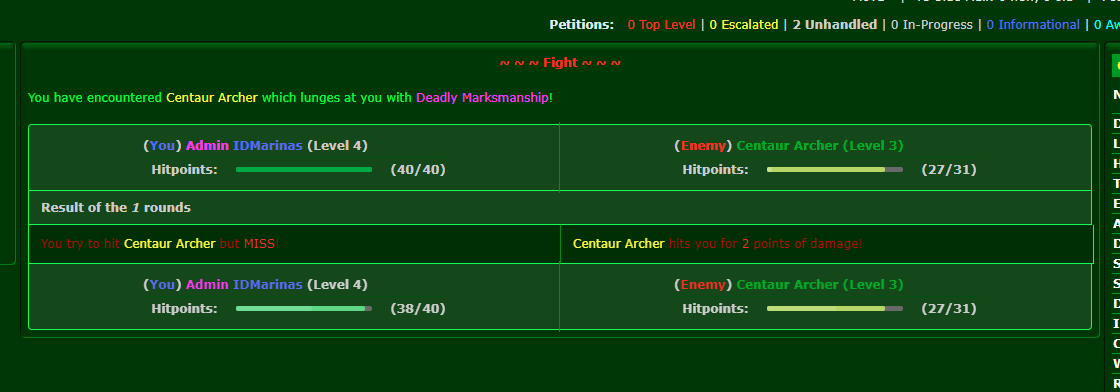 Petitions: 0 Top Level | 0 Escalated | 2 Unhandled | 0 In-Progress | 0 Informational | 0
~ ~ ~ Fight ~ ~ ~
You have encountered Centaur Archer which lunges at you with Deadly Marksmanship!
(You) Admin IDMarinas (Level 4) (Enemy) Centaur Archer (Level 3)
Hitpoints: (40/40) Hitpoints: (27/31)
Result of the 1 rounds
You try to hit Centaur Archer but MISS! Centaur Archer hits you for 2 points of damage!
(You) Admin IDMarinas (Level 4) (Enemy) Centaur Archer (Level 3)
Hitpoints: (38/40) Hitpoints: (27/31)